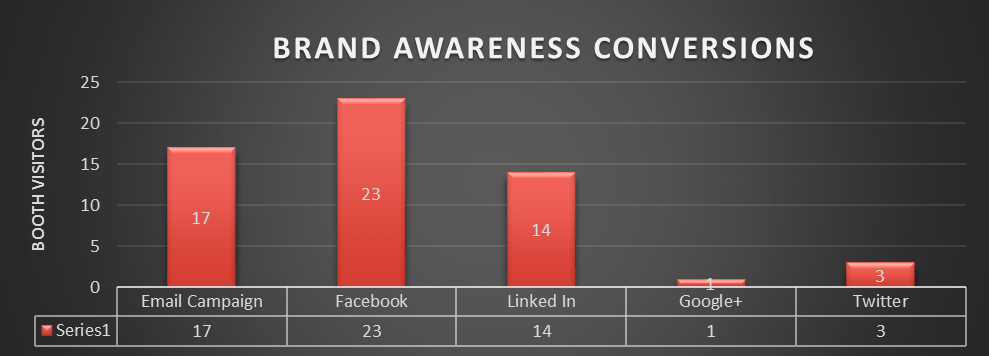 BRAND AWARENESS CONVERSIONS
BOOTH VISITORS
25
20
15
10
5
0
17
23
14
1
3
Email Campaign Facebook Linked In Google+ Twitter
Series1 17 23 14 1 3